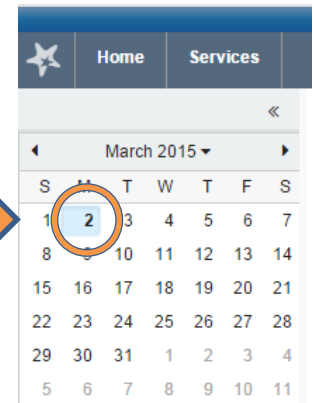 Home Services
«
March 2015
S M T W T F S
1 2 3 4 5 6 7
8 9 10 11 12 13 14
15 16 17 18 19 20 21
22 23 24 25 26 27 28
29 30 31 1 2 3 4
5 6 7 8 9 10 11